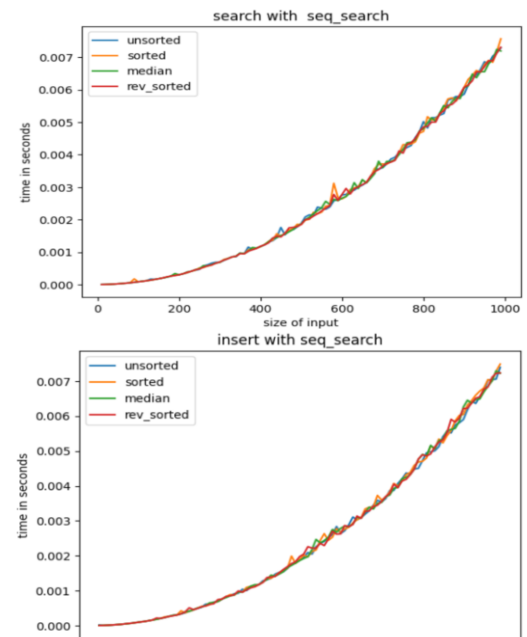 search with seq_search
unsorted
sorted
median
rev_sorted
0.007
0.006
0.005
0.004
0.003
0.002
0.001
0.000
time in seconds
0 200 400 600 800 1000
size of input
insert with seq_search
unsorted
sorted
median
rev_sorted
0.007
0.006
0.005
0.004
0.003
0.002
0.001
0.000
time in seconds